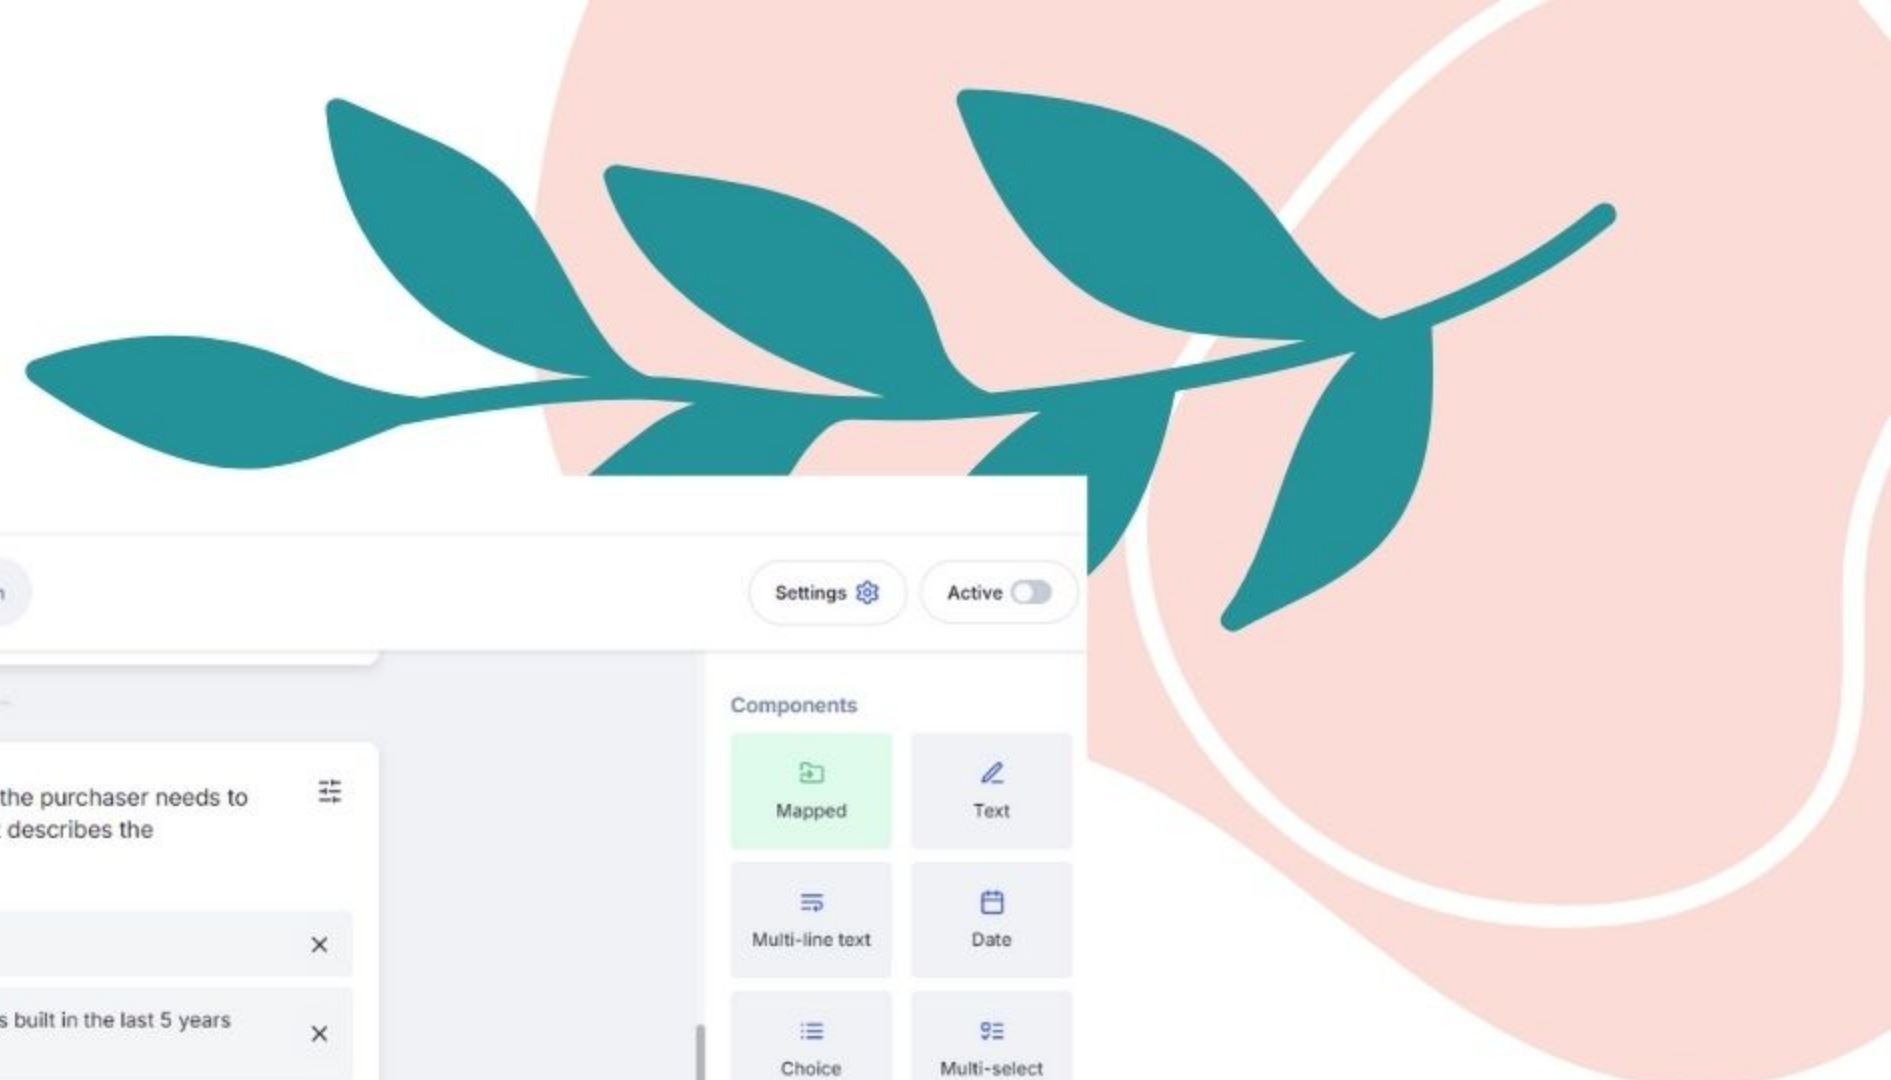 Settings
Active
Components
the purchaser needs to
describes the
Mapped
Text
Multi-line text
Date
s built in the last 5 years
Choice
Multi-select